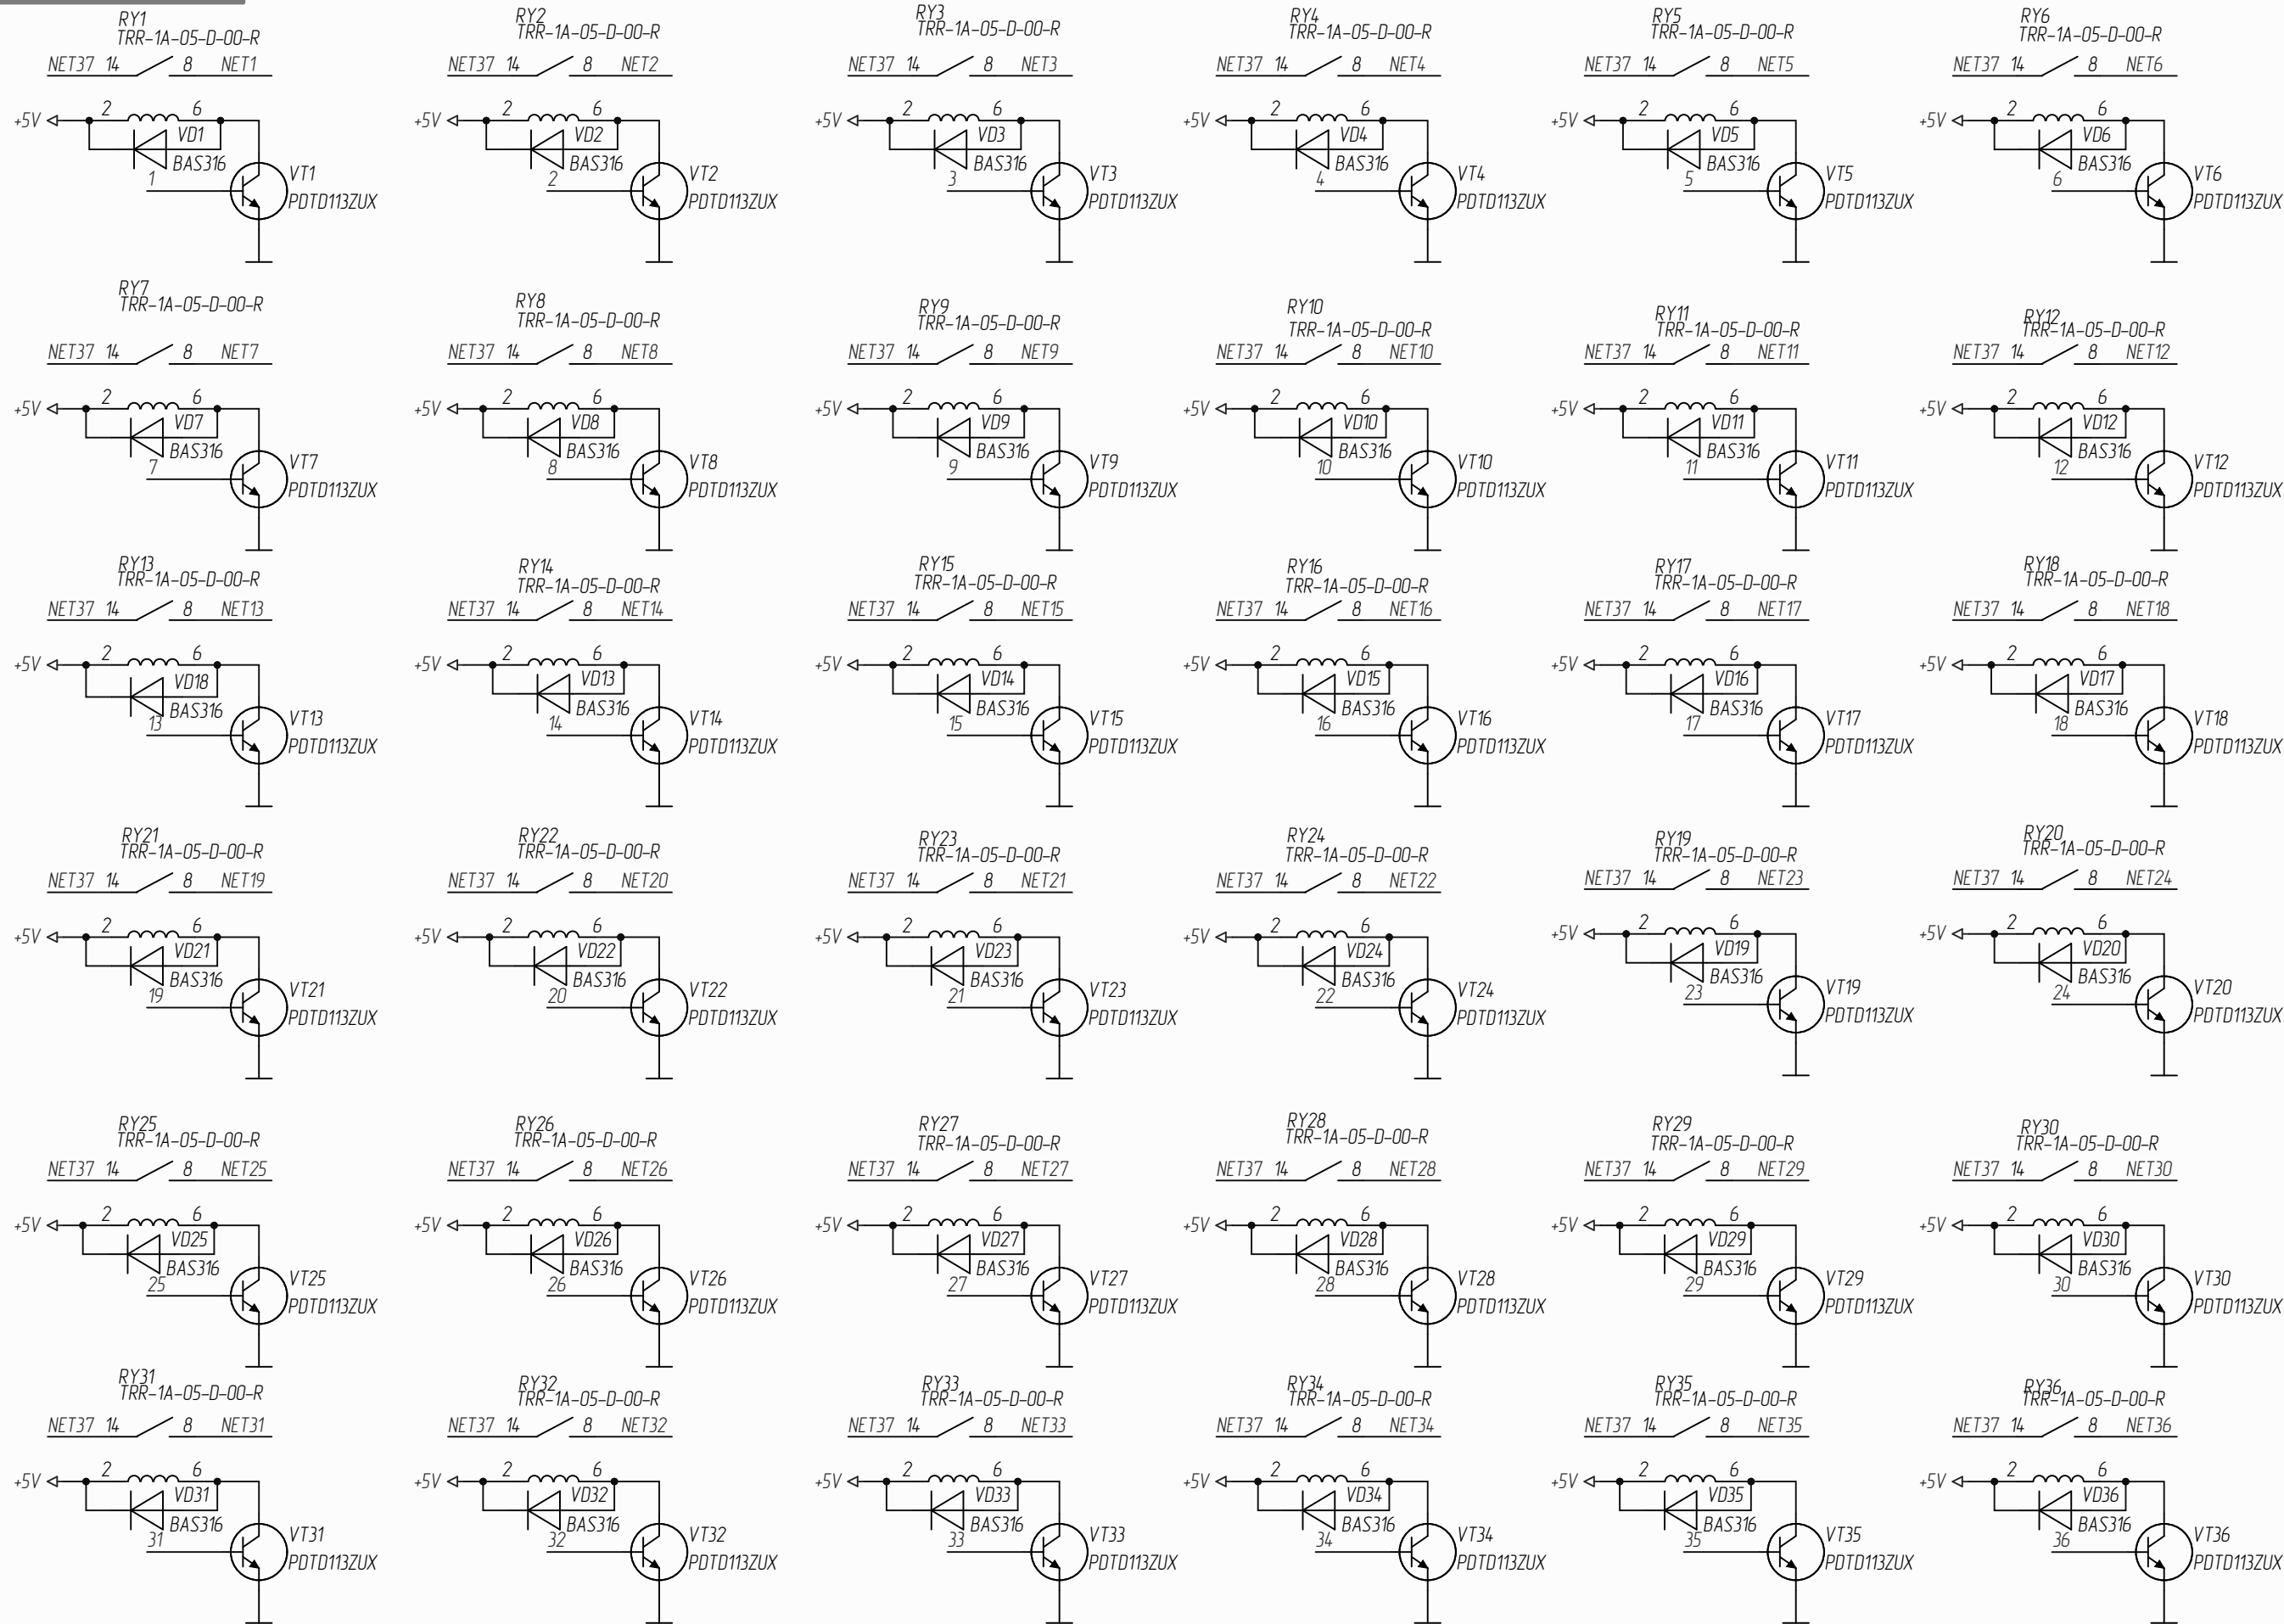 RY1
TRR-1A-05-D-00-R
NET37 14 8 NET1
2 6
+5V
VD1
BAS316
1
VT1
PDTD113ZUX
RY2
TRR-1A-05-D-00-R
NET37 14 8 NET2
2 6
+5V
VD2
BAS316
2
VT2
PDTD113ZUX
RY3
TRR-1A-05-D-00-R
NET37 14 8 NET3
2 6
+5V
VD3
BAS316
3
VT3
PDTD113ZUX
RY4
TRR-1A-05-D-00-R
NET37 14 8 NET4
2 6
+5V
VD4
BAS316
4
VT4
PDTD113ZUX
RY5
TRR-1A-05-D-00-R
NET37 14 8 NET5
2 6
+5V
VD5
BAS316
5
VT5
PDTD113ZUX
RY6
TRR-1A-05-D-00-R
NET37 14 8 NET6
2 6
+5V
VD6
BAS316
6
VT6
PDTD113ZUX
RY7
TRR-1A-05-D-00-R
NET37 14 8 NET7
2 6
+5V
VD7
BAS316
7
VT7
PDTD113ZUX
RY8
TRR-1A-05-D-00-R
NET37 14 8 NET8
2 6
+5V
VD8
BAS316
8
VT8
PDTD113ZUX
RY9
TRR-1A-05-D-00-R
NET37 14 8 NET9
2 6
+5V
VD9
BAS316
9
VT9
PDTD113ZUX
RY10
TRR-1A-05-D-00-R
NET37 14 8 NET10
2 6
+5V
VD10
BAS316
10
VT10
PDTD113ZUX
RY11
TRR-1A-05-D-00-R
NET37 14 8 NET11
2 6
+5V
VD11
BAS316
11
VT11
PDTD113ZUX
RY12
TRR-1A-05-D-00-R
NET37 14 8 NET12
2 6
+5V
VD12
BAS316
12
VT12
PDTD113ZUX
RY13
TRR-1A-05-D-00-R
NET37 14 8 NET13
2 6
+5V
VD18
BAS316
13
VT13
PDTD113ZUX
RY14
TRR-1A-05-D-00-R
NET37 14 8 NET14
2 6
+5V
VD13
BAS316
14
VT14
PDTD113ZUX
RY15
TRR-1A-05-D-00-R
NET37 14 8 NET15
2 6
+5V
VD14
BAS316
15
VT15
PDTD113ZUX
RY16
TRR-1A-05-D-00-R
NET37 14 8 NET16
2 6
+5V
VD15
BAS316
16
VT16
PDTD113ZUX
RY17
TRR-1A-05-D-00-R
NET37 14 8 NET17
2 6
+5V
VD16
BAS316
17
VT17
PDTD113ZUX
RY18
TRR-1A-05-D-00-R
NET37 14 8 NET18
2 6
+5V
VD17
BAS316
18
VT18
PDTD113ZUX
RY21
TRR-1A-05-D-00-R
NET37 14 8 NET19
2 6
+5V
VD21
BAS316
19
VT21
PDTD113ZUX
RY22
TRR-1A-05-D-00-R
NET37 14 8 NET20
2 6
+5V
VD22
BAS316
20
VT22
PDTD113ZUX
RY23
TRR-1A-05-D-00-R
NET37 14 8 NET21
2 6
+5V
VD23
BAS316
21
VT23
PDTD113ZUX
RY24
TRR-1A-05-D-00-R
NET37 14 8 NET22
2 6
+5V
VD24
BAS316
22
VT24
PDTD113ZUX
RY19
TRR-1A-05-D-00-R
NET37 14 8 NET23
2 6
+5V
VD19
BAS316
23
VT19
PDTD113ZUX
RY20
TRR-1A-05-D-00-R
NET37 14 8 NET24
2 6
+5V
VD20
BAS316
24
VT20
PDTD113ZUX
RY25
TRR-1A-05-D-00-R
NET37 14 8 NET25
2 6
+5V
VD25
BAS316
25
VT25
PDTD113ZUX
RY26
TRR-1A-05-D-00-R
NET37 14 8 NET26
2 6
+5V
VD26
BAS316
26
VT26
PDTD113ZUX
RY27
TRR-1A-05-D-00-R
NET37 14 8 NET27
2 6
+5V
VD27
BAS316
27
VT27
PDTD113ZUX
RY28
TRR-1A-05-D-00-R
NET37 14 8 NET28
2 6
+5V
VD28
BAS316
28
VT28
PDTD113ZUX
RY29
TRR-1A-05-D-00-R
NET37 14 8 NET29
2 6
+5V
VD29
BAS316
29
VT29
PDTD113ZUX
RY30
TRR-1A-05-D-00-R
NET37 14 8 NET30
2 6
+5V
VD30
BAS316
30
VT30
PDTD113ZUX
RY31
TRR-1A-05-D-00-R
NET37 14 8 NET31
2 6
+5V
VD31
BAS316
31
VT31
PDTD113ZUX
RY32
TRR-1A-05-D-00-R
NET37 14 8 NET32
2 6
+5V
VD32
BAS316
32
VT32
PDTD113ZUX
RY33
TRR-1A-05-D-00-R
NET37 14 8 NET33
2 6
+5V
VD33
BAS316
33
VT33
PDTD113ZUX
RY34
TRR-1A-05-D-00-R
NET37 14 8 NET34
2 6
+5V
VD34
BAS316
34
VT34
PDTD113ZUX
RY35
TRR-1A-05-D-00-R
NET37 14 8 NET35
2 6
+5V
VD35
BAS316
35
VT35
PDTD113ZUX
RY36
TRR-1A-05-D-00-R
NET37 14 8 NET36
2 6
+5V
VD36
BAS316
36
VT36
PDTD113ZUX